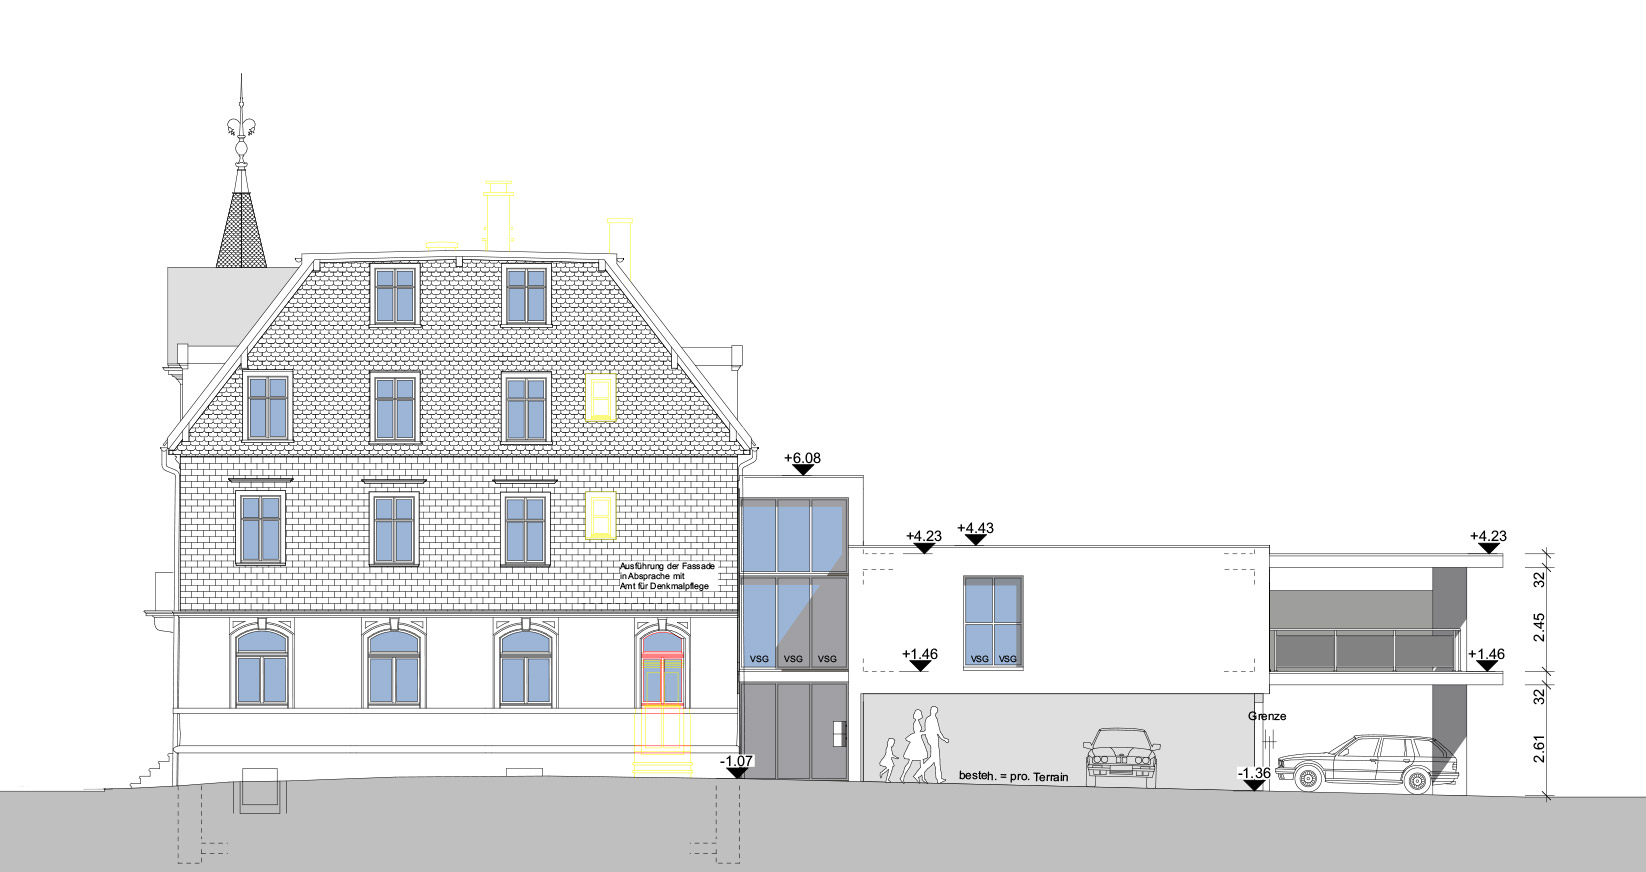 +6.08
+4.43
+4.23
+4.23
Ausführung der Fassade
in Absprache mit
Amt für Denkmalpflege
32
2.45
VSG VSG VSG
+1.46
VSG VSG
+1.46
32
Grenze
2.61
-1.07
besteh. = pro. Terrain
-1.36